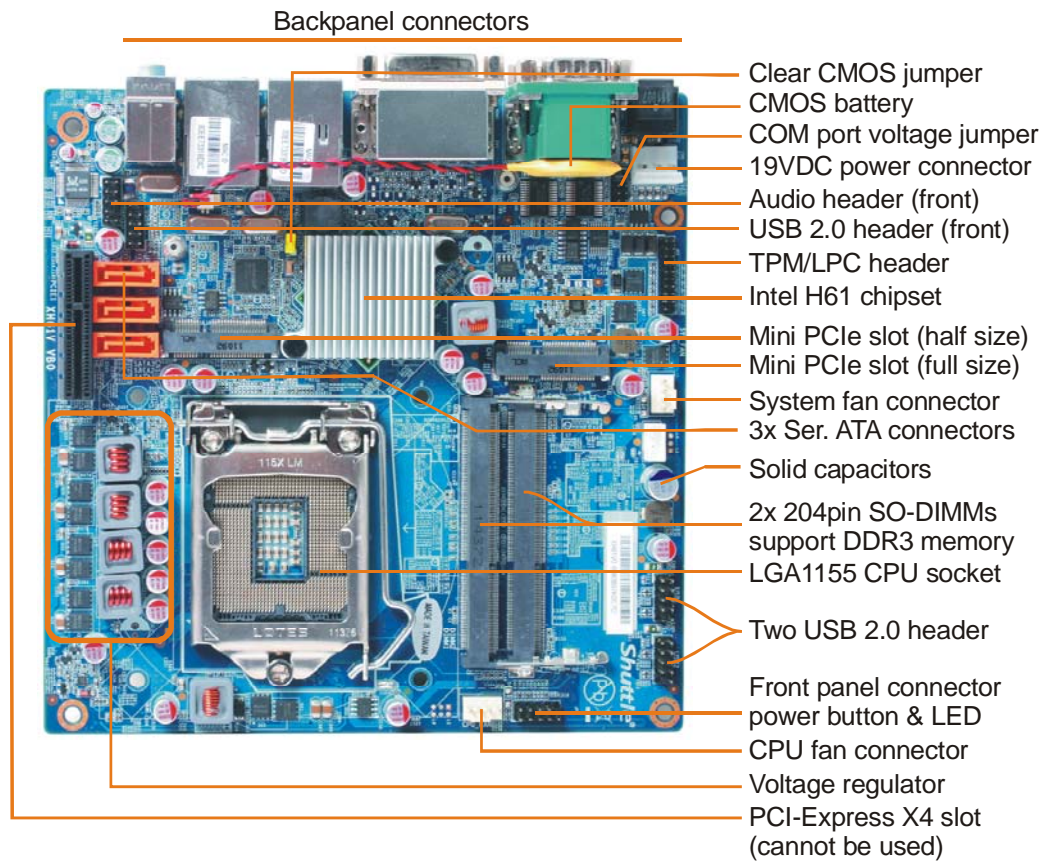 Backpanel connectors
Clear CMOS jumper
CMOS battery
COM port voltage jumper
19VDC power connector
Audio header (front)
USB 2.0 header (front)
TPM/LPC header
Intel H61 chipset
Mini PCIe slot (half size)
Mini PCIe slot (full size)
System fan connector
3x Ser. ATA connectors
Solid capacitors
2x 204pin SO-DIMMs
support DDR3 memory
LGA1155 CPU socket
Two USB 2.0 header
Front panel connector
power button & LED
CPU fan connector
Voltage regulator
PCI-Express X4 slot
(cannot be used)
115X LM
LOTES
11326
MADE IN TAIWAN
Shuttle